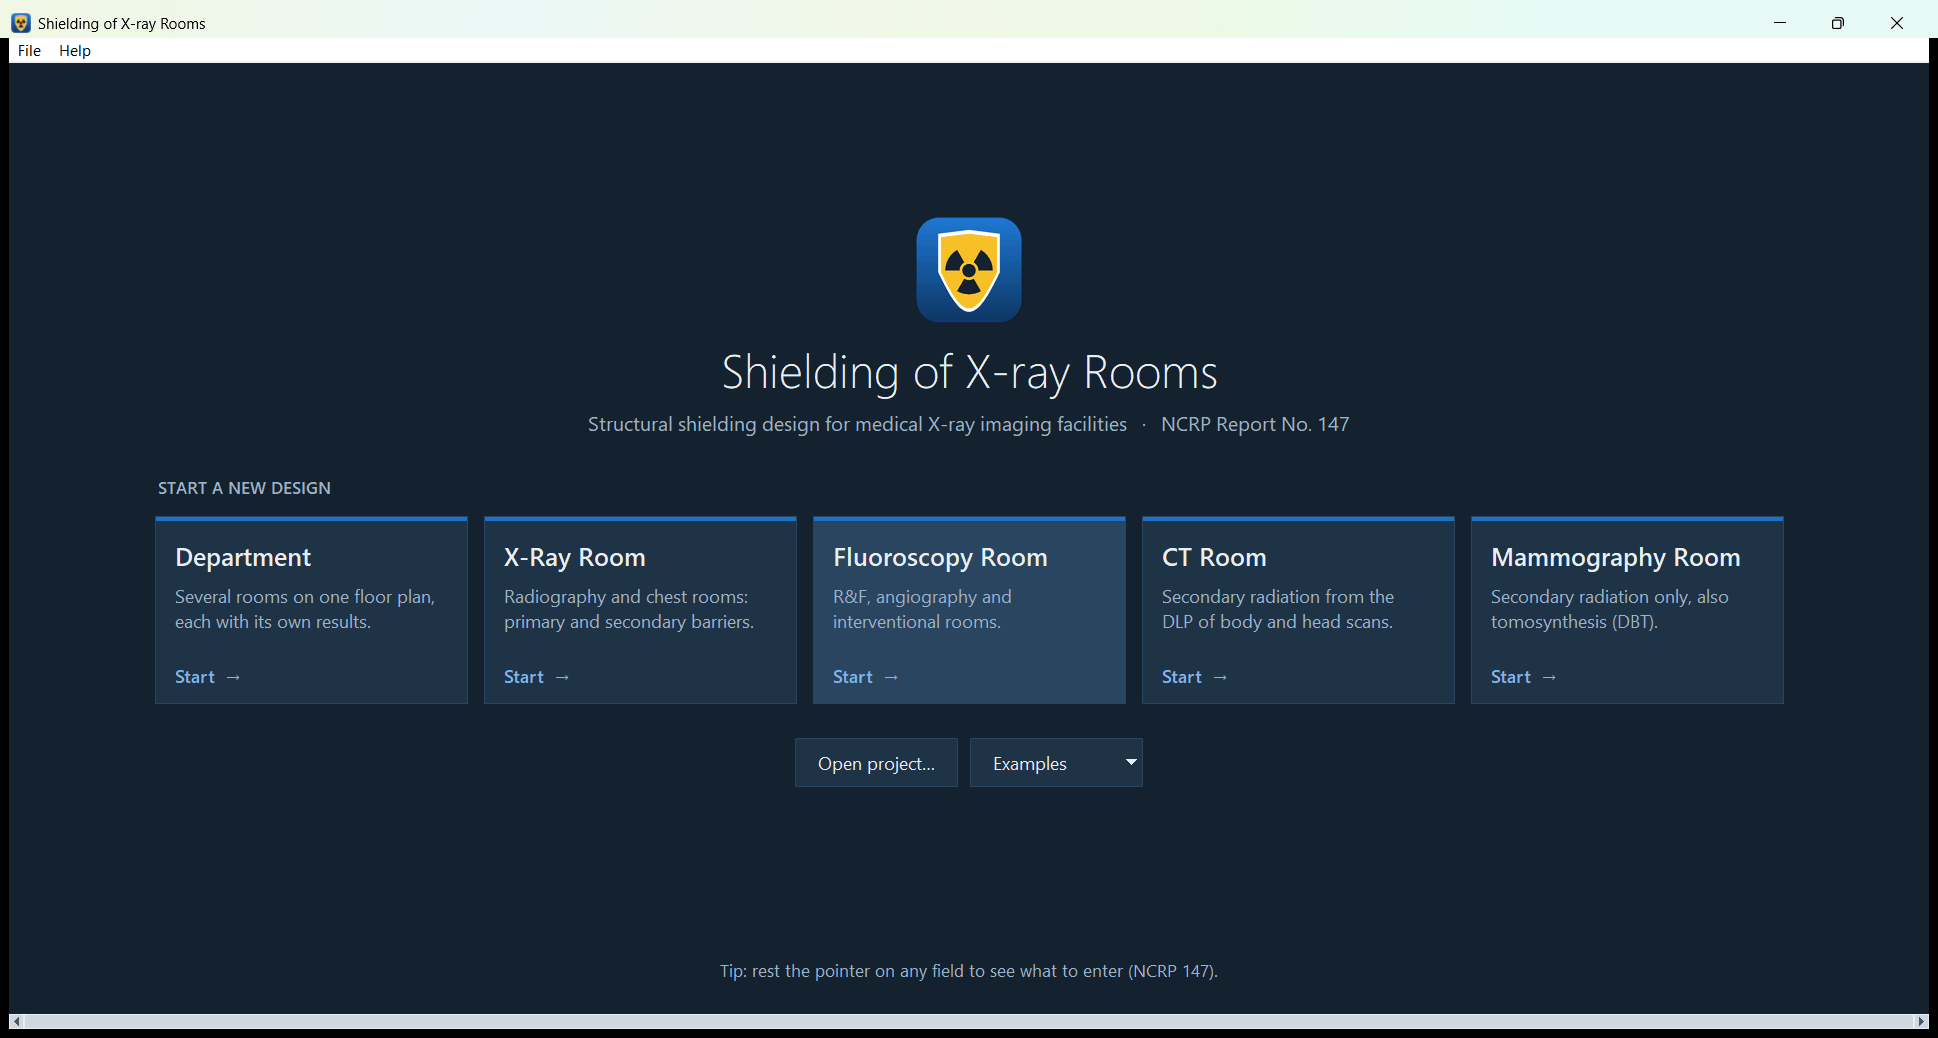 Shielding of X-ray Rooms
File Help
Shielding of X-ray Rooms
Structural shielding design for medical X-ray imaging facilities · NCRP Report No. 147
START A NEW DESIGN
Department
Several rooms on one floor plan,
each with its own results.
Start →
X-Ray Room
Radiography and chest rooms:
primary and secondary barriers.
Start →
Fluoroscopy Room
R&F, angiography and
interventional rooms.
Start →
CT Room
Secondary radiation from the
DLP of body and head scans.
Start →
Mammography Room
Secondary radiation only, also
tomosynthesis (DBT).
Start →
Open project...
Examples
Tip: rest the pointer on any field to see what to enter (NCRP 147).